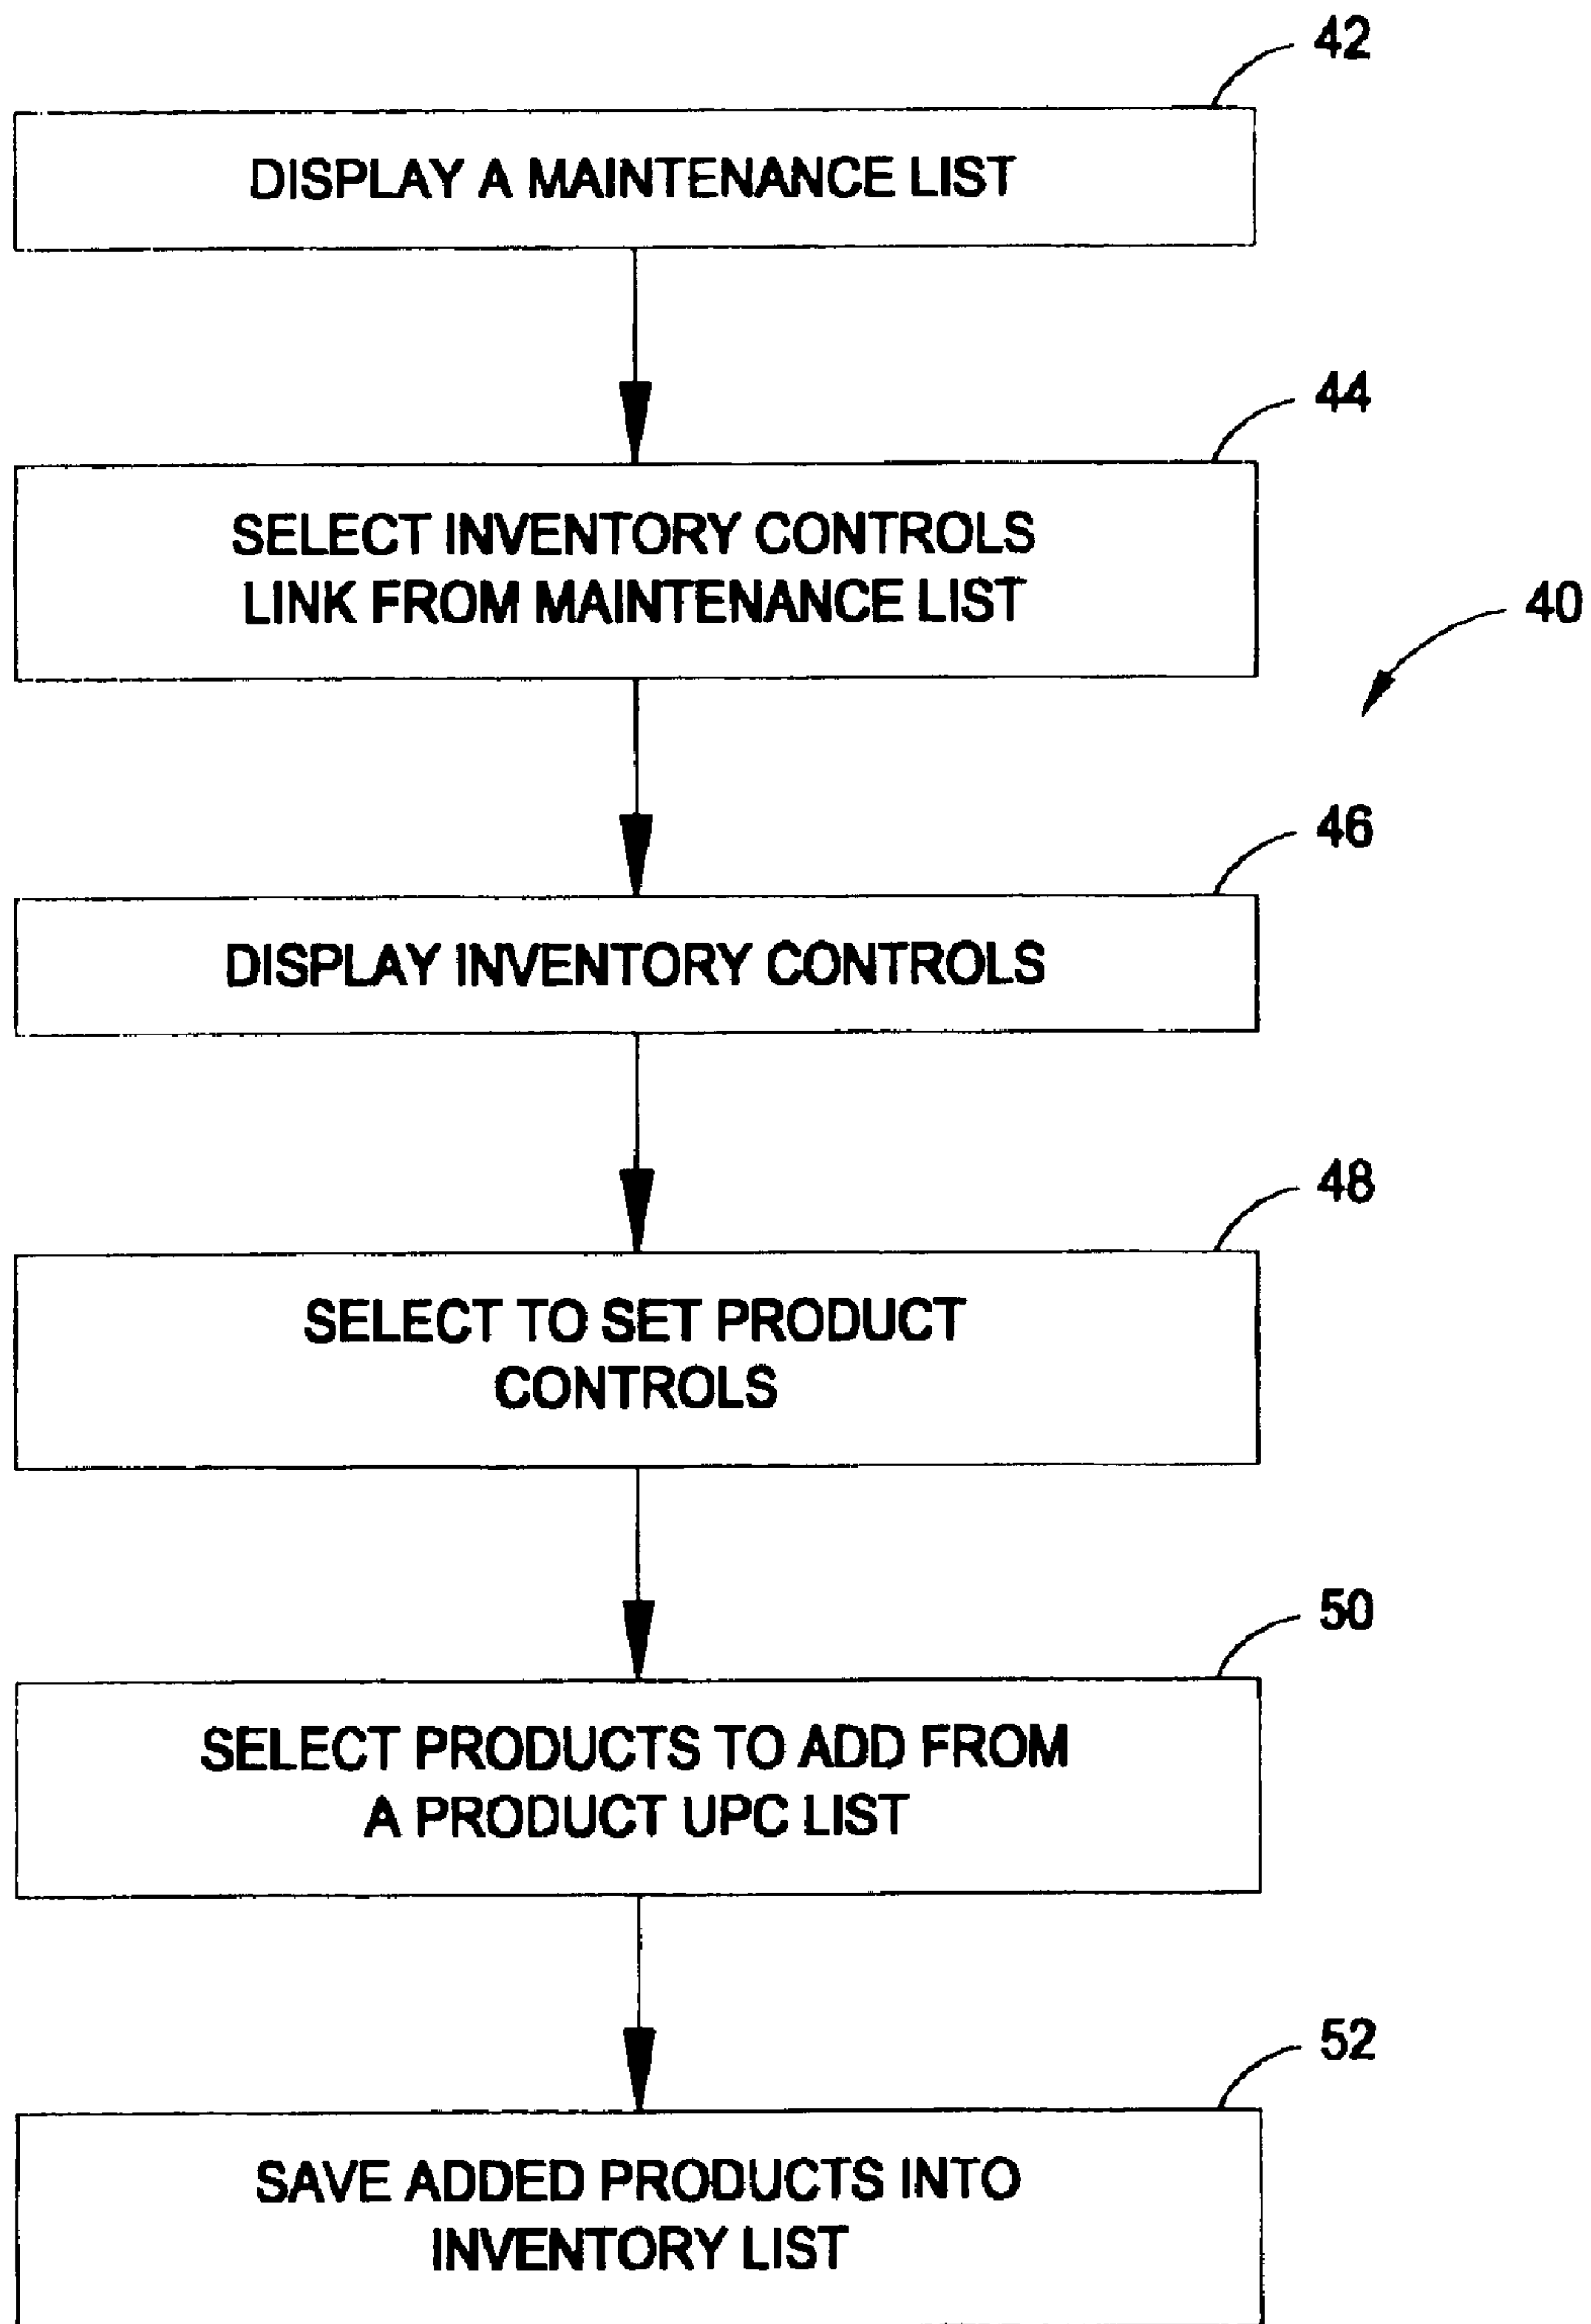 42
DISPLAY A MAINTENANCE LIST
44
SELECT INVENTORY CONTROLS
LINK FROM MAINTENANCE LIST
40
46
DISPLAY INVENTORY CONTROLS
48
SELECT TO SET PRODUCT
CONTROLS
50
SELECT PRODUCTS TO ADD FROM
A PRODUCT UPC LIST
52
SAVE ADDED PRODUCTS INTO
INVENTORY LIST